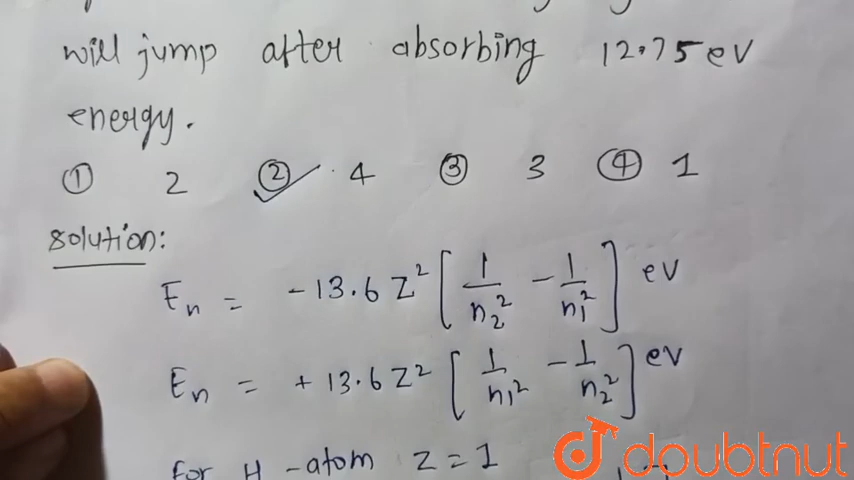 will jump after absorbing 12.75 ev
energy.
① 2 ② ✓ 4 ③ 3 ④ 1
Solution:
En = -13.6 Z² [1/n₂² - 1/n₁²] ev
En = +13.6 Z² [1/n₁² - 1/n₂²] ev
for H-atom Z = 1
doubtnut